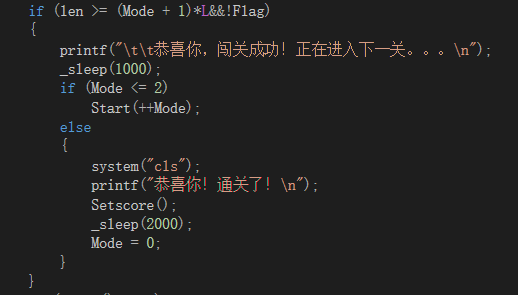 if (len >= (Mode + 1)*L&&!Flag)
{
printf("\t\t恭喜你，闯关成功！正在进入下一关。。。\n");
_sleep(1000);
if (Mode <= 2)
Start(++Mode);
else
{
system("cls");
printf("恭喜你！通关了！\n");
Setscore();
_sleep(2000);
Mode = 0;
}
}